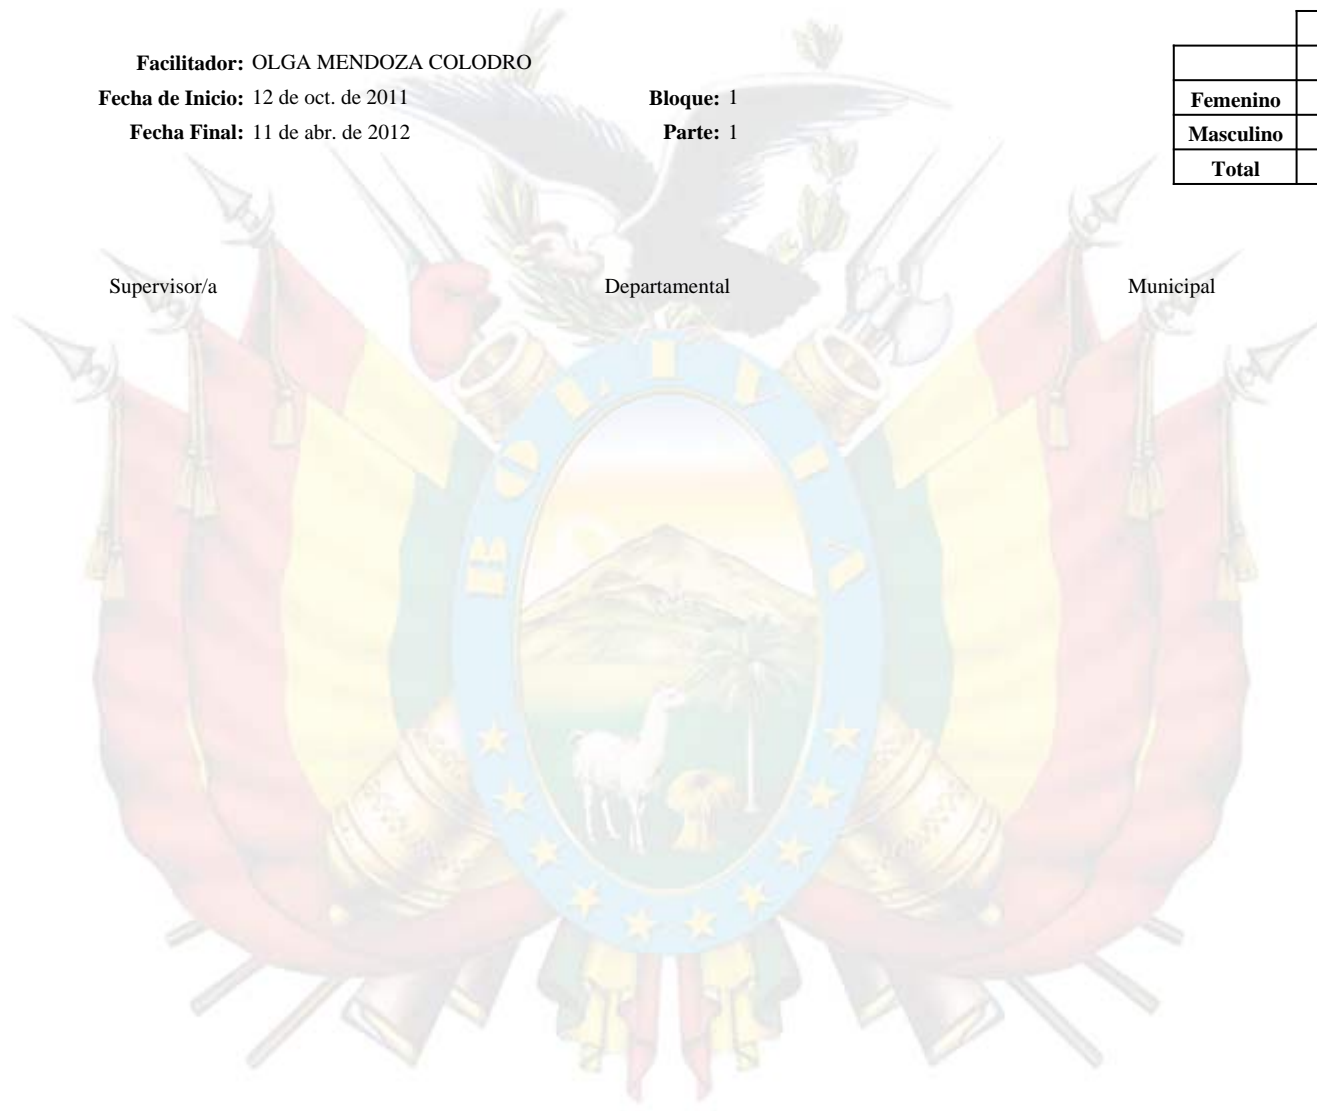 Facilitador: OLGA MENDOZA COLODRO
Fecha de Inicio: 12 de oct. de 2011 Bloque: 1
Fecha Final: 11 de abr. de 2012 Parte: 1
Femenino
Masculino
Total
Supervisor/a Departamental Municipal
BOLIVIA